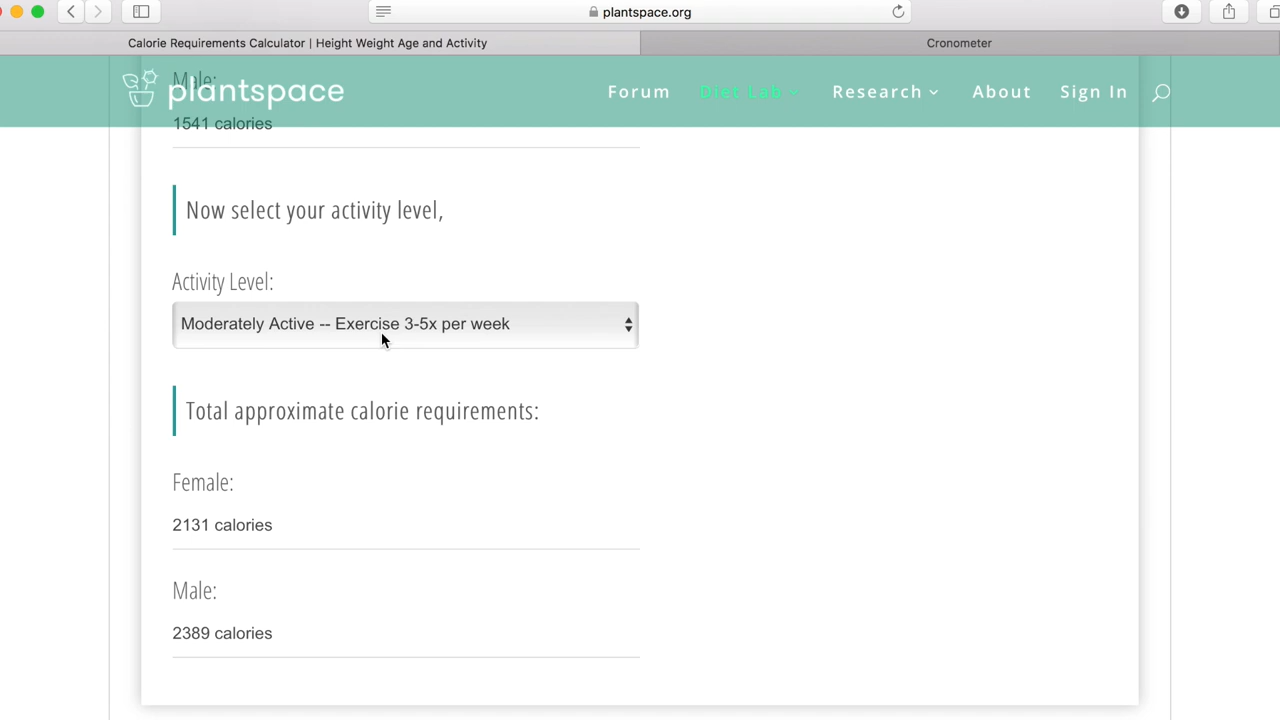 plantspace.org
Calorie Requirements Calculator | Height Weight Age and Activity
Cronometer
Male:
plantspace
Forum
Diet Lab
Research
About
Sign In
1541 calories
Now select your activity level,
Activity Level:
Moderately Active -- Exercise 3-5x per week
Total approximate calorie requirements:
Female:
2131 calories
Male:
2389 calories